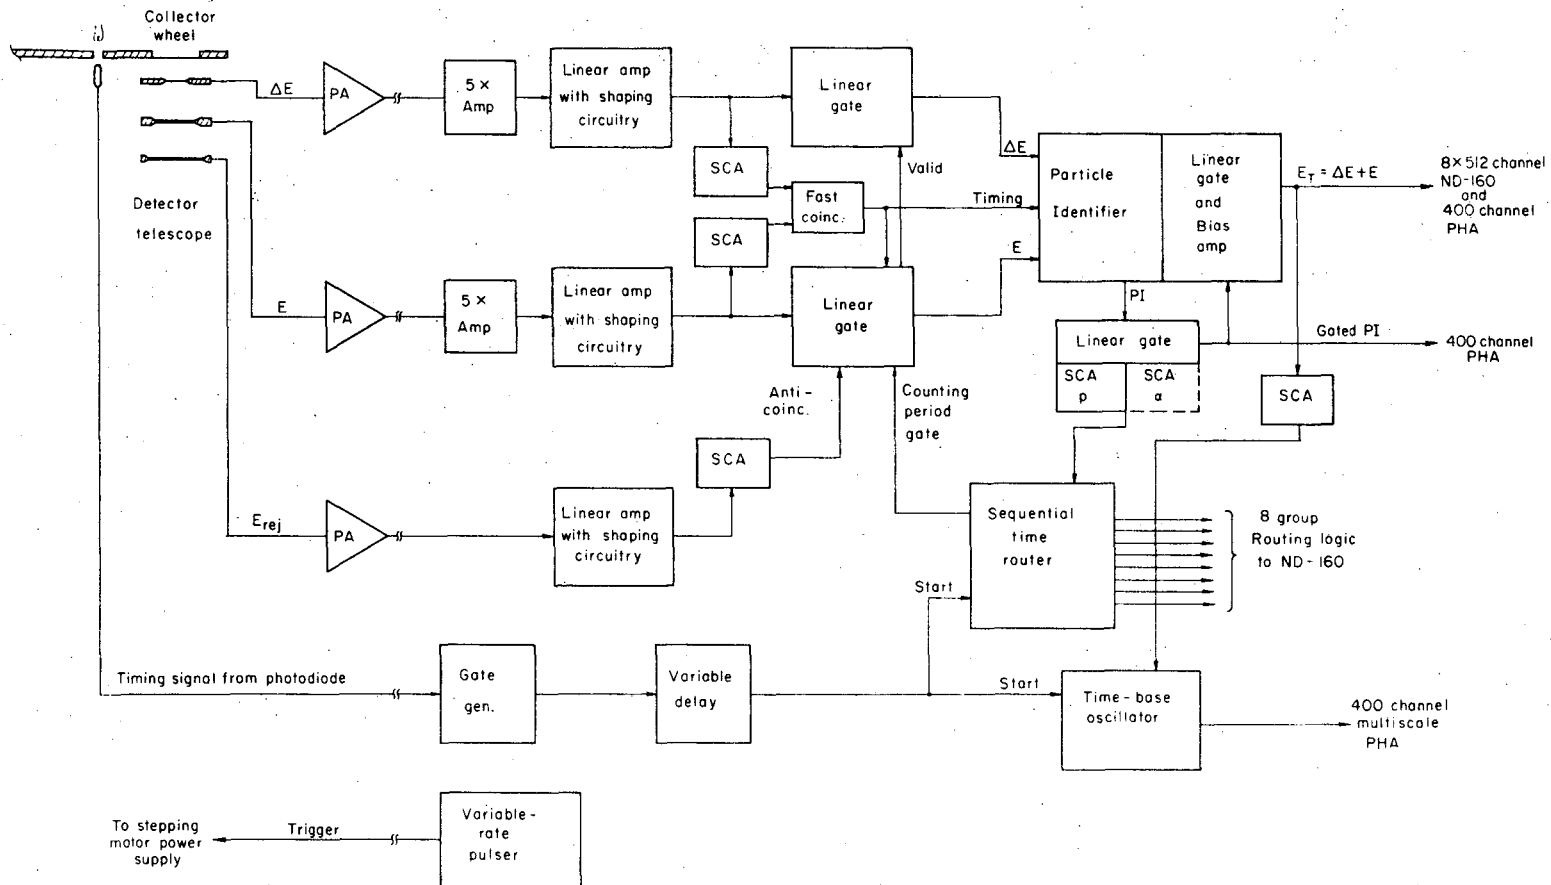 Collector
wheel
ω
Detector
telescope
ΔE
PA
5 ×
Amp
Linear amp
with shaping
circuitry
Linear
gate
SCA
SCA
Fast
coinc.
Valid
Timing
ΔE
E
Particle
Identifier
Linear
gate
and
Bias
amp
E_T = ΔE + E
8 × 512 channel
ND-160
and
400 channel
PHA
E
PA
5 ×
Amp
Linear amp
with shaping
circuitry
Linear
gate
PI
Linear gate
SCA
p
SCA
α
Gated PI
400 channel
PHA
SCA
Anti-
coinc.
Counting
period
gate
SCA
E_rej
PA
Linear amp
with shaping
circuitry
Sequential
time
router
8 group
Routing logic
to ND-160
Start
Timing signal from photodiode
Gate
gen.
Variable
delay
Start
Time-base
oscillator
400 channel
multiscale
PHA
To stepping
motor power
supply
Trigger
Variable-
rate
pulser